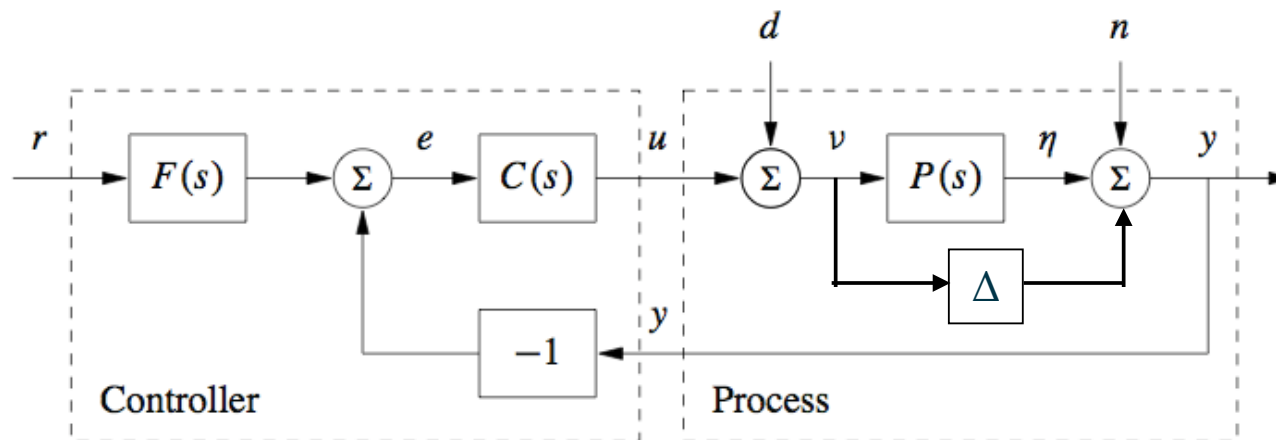 d n
r F(s) Σ e C(s) u Σ ν P(s) η Σ y
Δ
−1 y
Controller Process